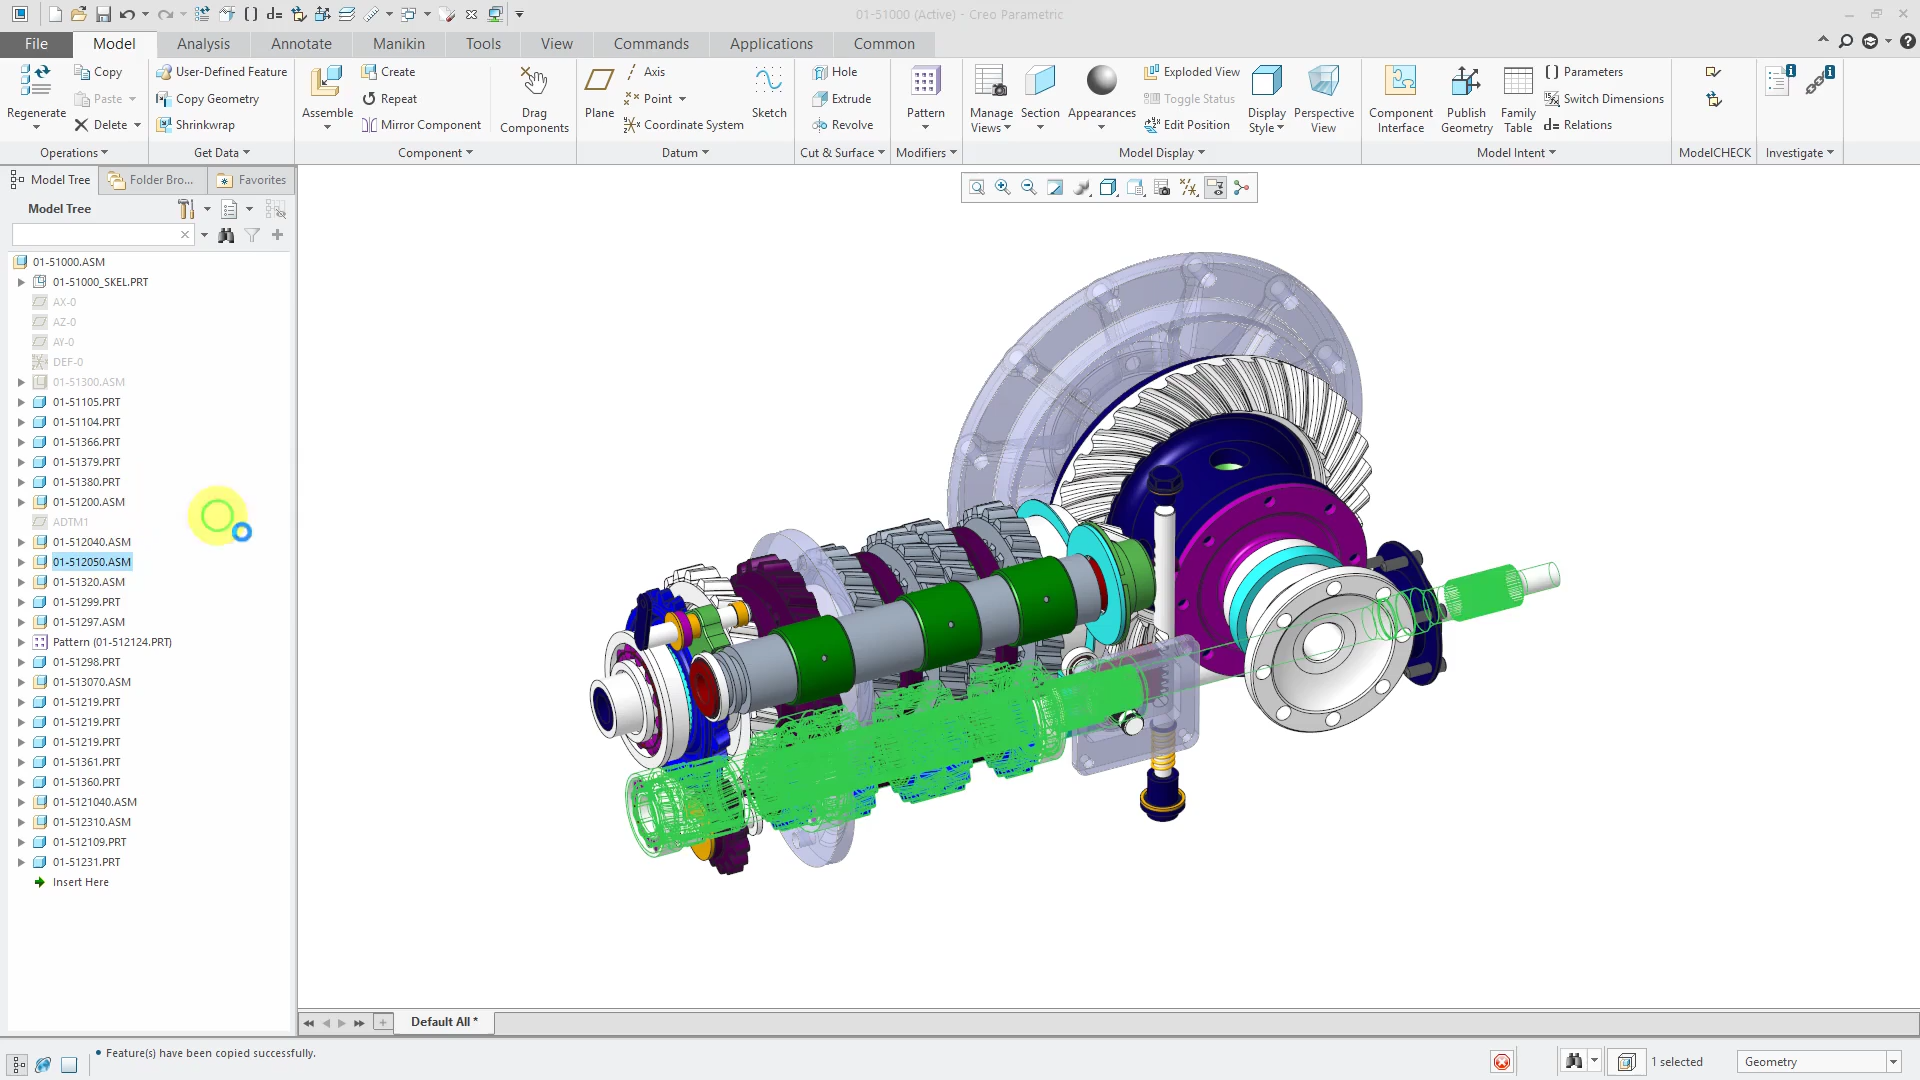 01-51000 (Active) - Creo Parametric
File
Model
Analysis
Annotate
Manikin
Tools
View
Commands
Applications
Common
Regenerate
Copy
Paste
Delete
Operations
User-Defined Feature
Copy Geometry
Shrinkwrap
Get Data
Assemble
Create
Repeat
Mirror Component
Drag
Components
Component
Plane
Axis
Point
Coordinate System
Sketch
Datum
Hole
Extrude
Revolve
Cut & Surface
Pattern
Modifiers
Manage
Views
Section
Appearances
Exploded View
Toggle Status
Edit Position
Display
Style
Perspective
View
Model Display
Component
Interface
Publish
Geometry
Family
Table
Parameters
Switch Dimensions
Relations
Model Intent
ModelCHECK
Investigate
Model Tree
Folder Bro...
Favorites
Model Tree
01-51000.ASM
01-51000_SKEL.PRT
AX-0
AZ-0
AY-0
DEF-0
01-51300.ASM
01-51105.PRT
01-51104.PRT
01-51366.PRT
01-51379.PRT
01-51380.PRT
01-51200.ASM
ADTM1
01-512040.ASM
01-512050.ASM
01-51320.ASM
01-51299.PRT
01-51297.ASM
Pattern (01-512124.PRT)
01-51298.PRT
01-513070.ASM
01-51219.PRT
01-51219.PRT
01-51219.PRT
01-51361.PRT
01-51360.PRT
01-5121040.ASM
01-512310.ASM
01-512109.PRT
01-51231.PRT
Insert Here
Default All *
• Feature(s) have been copied successfully.
1 selected
Geometry